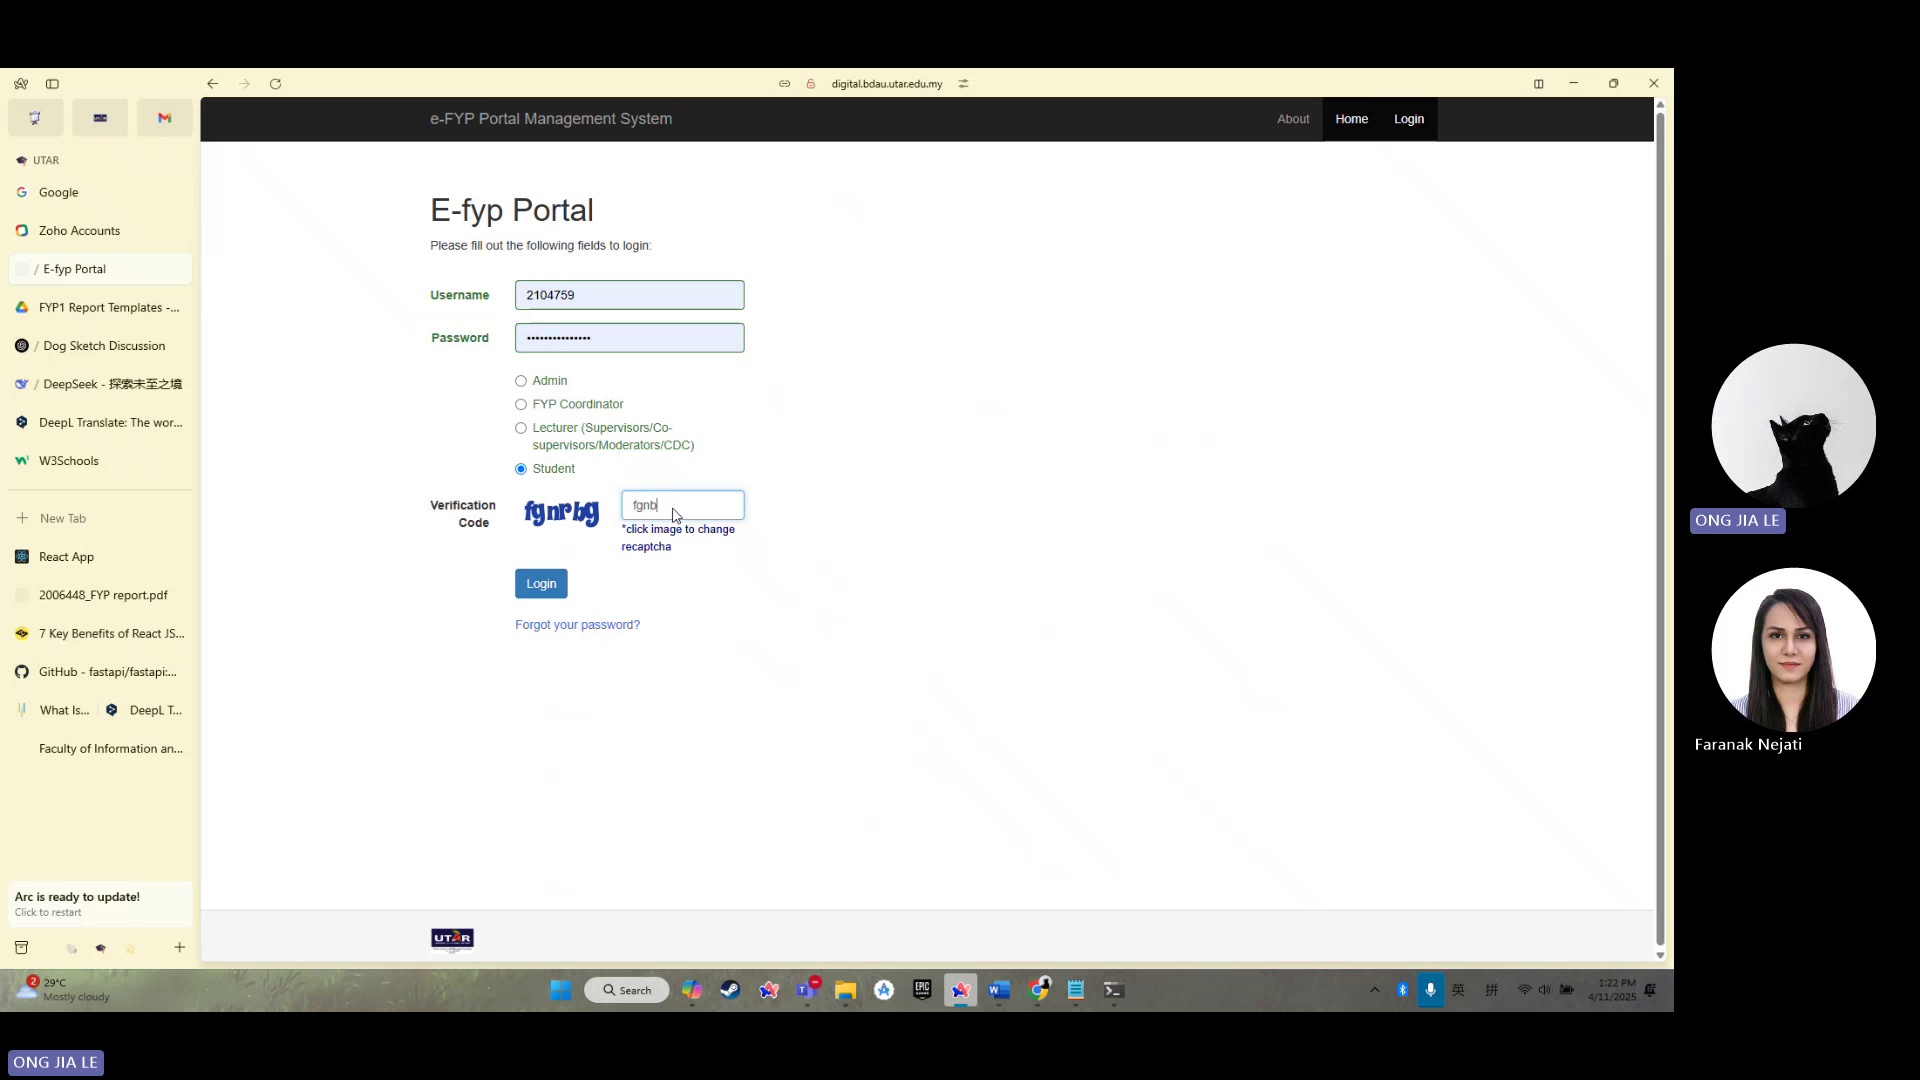 digital.bdau.utar.edu.my
e-FYP Portal Management System
About
Home
Login
UTAR
Google
Zoho Accounts
/ E-fyp Portal
FYP1 Report Templates -...
/ Dog Sketch Discussion
/ DeepSeek - 探索未至之境
DeepL Translate: The wor...
W3Schools
New Tab
React App
2006448_FYP report.pdf
7 Key Benefits of React JS...
GitHub - fastapi/fastapi:...
What Is...
DeepL T...
Faculty of Information an...
Arc is ready to update!
Click to restart
E-fyp Portal
Please fill out the following fields to login:
Username
2104759
Password
•••••••••••••••
Admin
FYP Coordinator
Lecturer (Supervisors/Co-
supervisors/Moderators/CDC)
Student
Verification
Code
fgnrbg
fgnb
*click image to change
recaptcha
Login
Forgot your password?
UTAR
ONG JIA LE
Faranak Nejati
2
29°C
Mostly cloudy
Search
EPIC
英
拼
1:22 PM
4/11/2025
ONG JIA LE